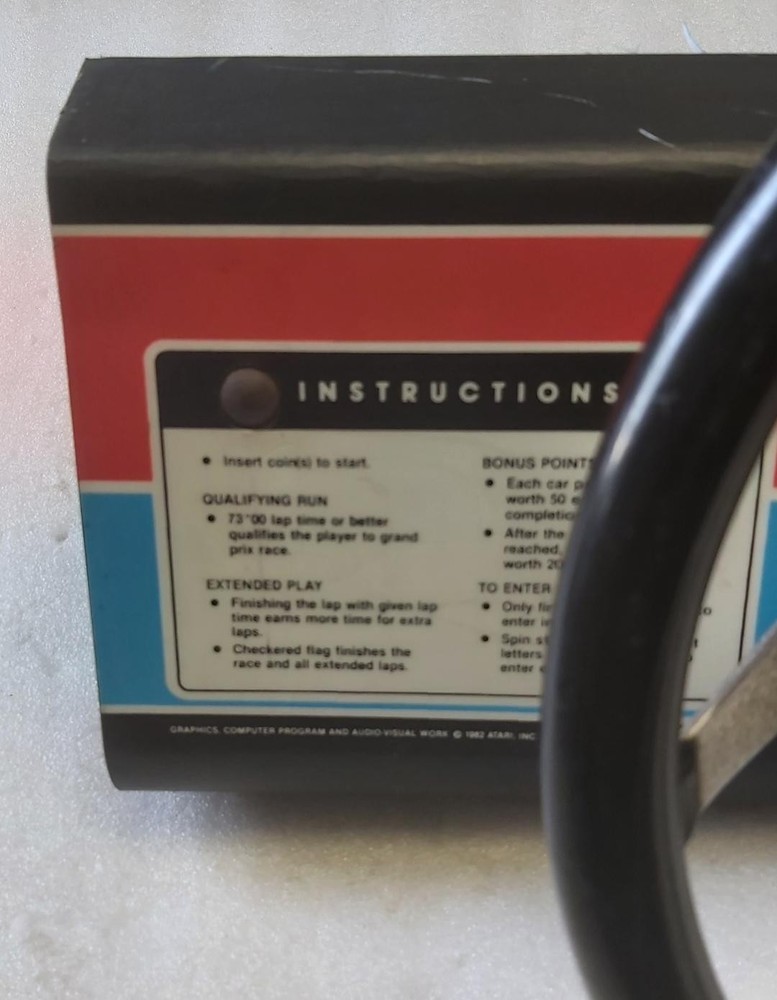 INSTRUCTIONS
• Insert coin(s) to start.
QUALIFYING RUN
• 73"00 lap time or better
qualifies the player to grand
prix race.
EXTENDED PLAY
• Finishing the lap with given lap
time earns more time for extra
laps.
• Checkered flag finishes the
race and all extended laps.
BONUS POINTS
• Each car
worth 50
• After the
reached,
worth 20
TO ENTER
• Only
enter
• Spin
letters
enter
GRAPHICS, COMPUTER PROGRAM AND AUDIO-VISUAL WORK © 1982 ATARI, INC.